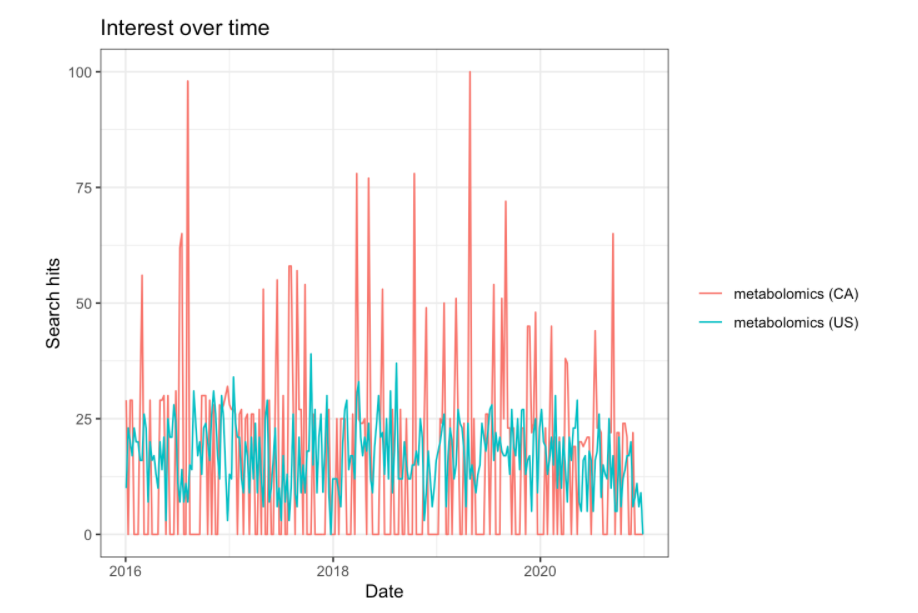 Interest over time
100
75
50
25
0
Search hits
2016
2018
2020
Date
metabolomics (CA)
metabolomics (US)